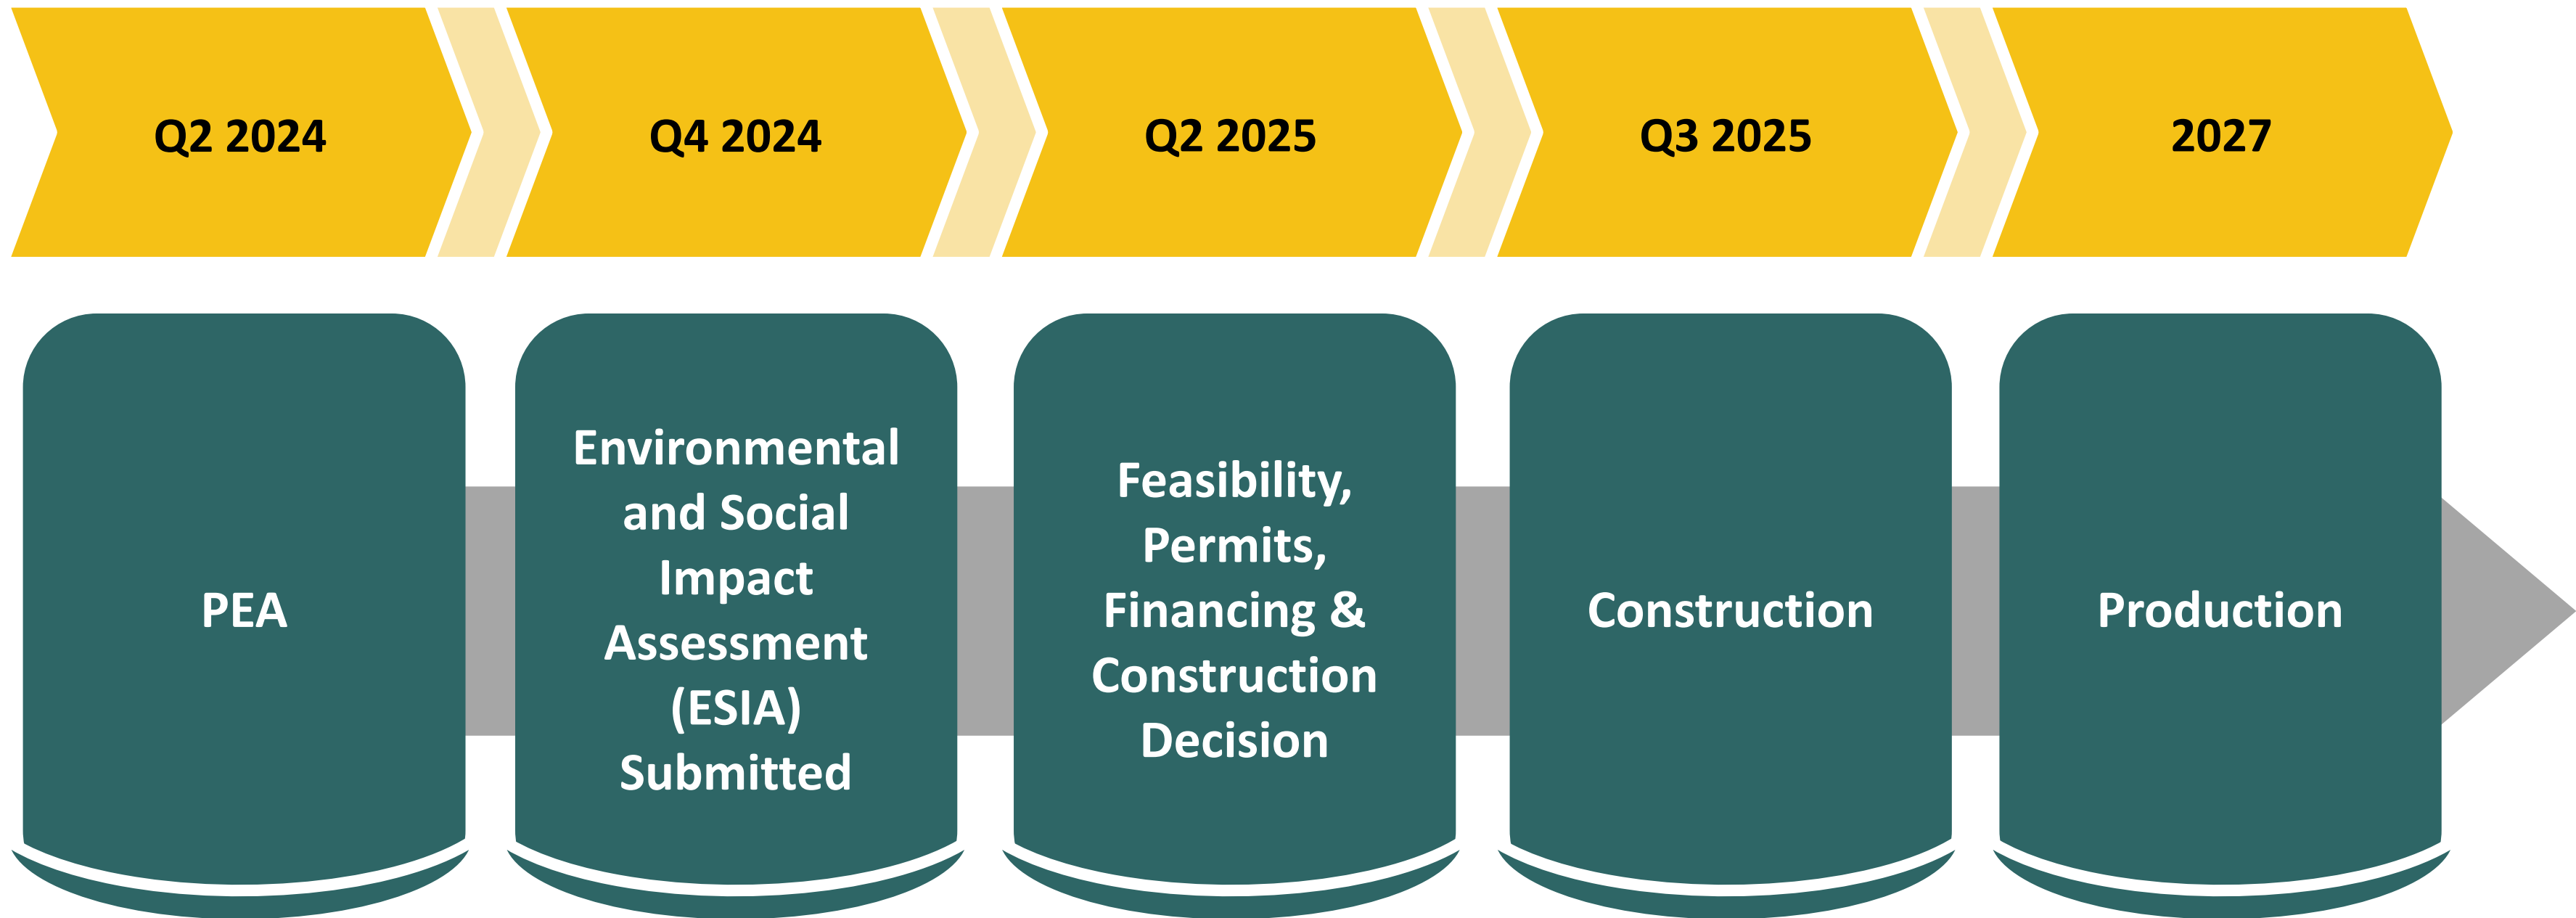 Q2 2024
Q4 2024
Q2 2025
Q3 2025
2027
PEA
Environmental
and Social
Impact
Assessment
(ESIA)
Submitted
Feasibility,
Permits,
Financing &
Construction
Decision
Construction
Production